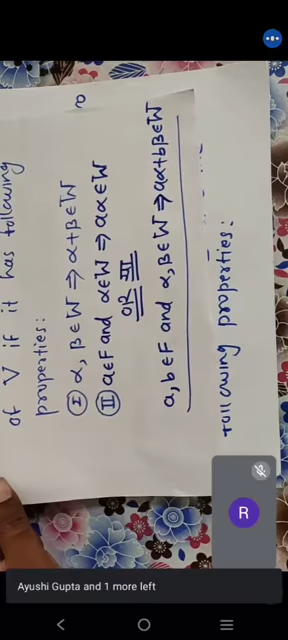 of V if it has following
properties:
Ⓘ α, β ∈ W ⇒ α+β ∈ W
Ⓘⓘ a ∈ F and α ∈ W ⇒ aα ∈ W
OR III
a, b ∈ F and α, β ∈ W ⇒ aα+bβ ∈ W
following properties:
R
Ayushi Gupta and 1 more left